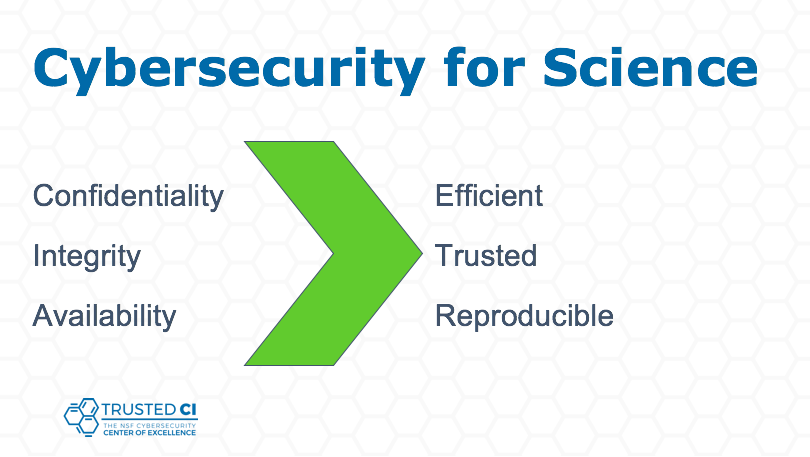 Cybersecurity for Science
Confidentiality
Integrity
Availability
Efficient
Trusted
Reproducible
TRUSTED CI
THE NSF CYBERSECURITY
CENTER OF EXCELLENCE